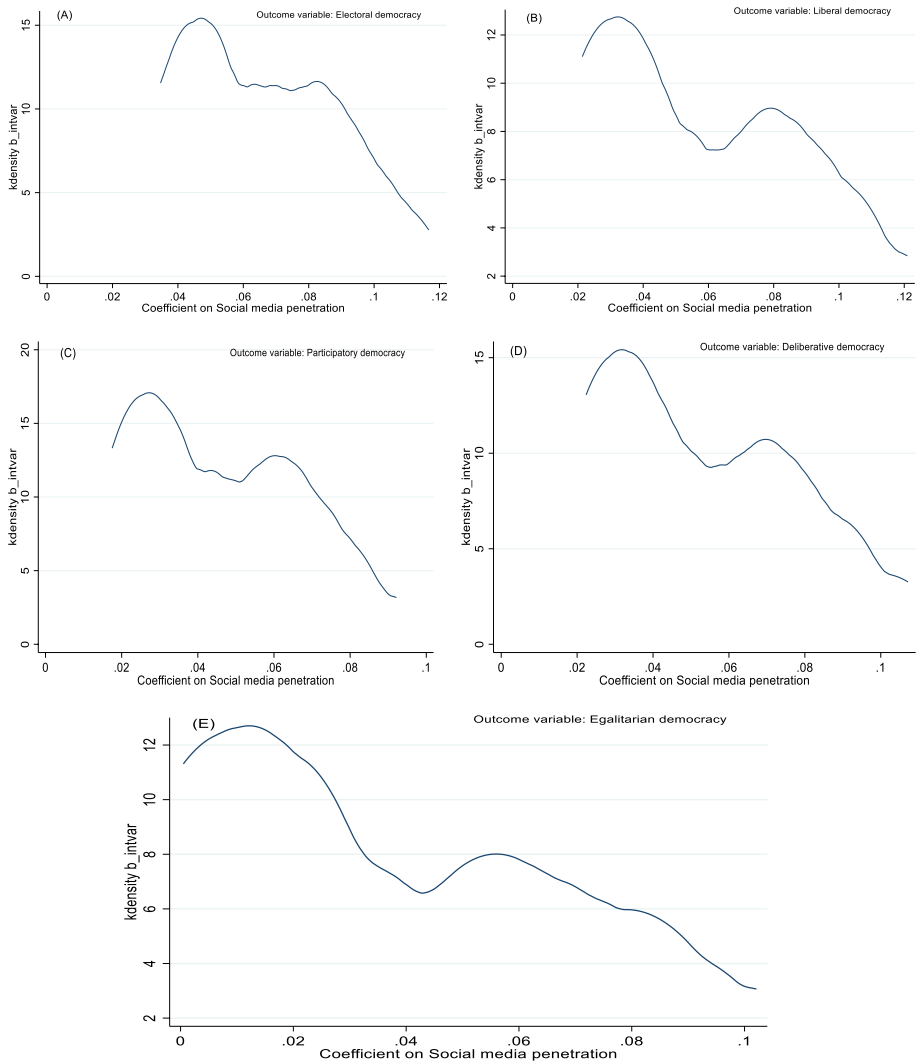 (A)
Outcome variable: Electoral democracy
kdensity b_intvar
15
10
5
0
0 .02 .04 .06 .08 .1 .12
Coefficient on Social media penetration
(B)
Outcome variable: Liberal democracy
kdensity b_intvar
12
10
8
6
4
2
0 .02 .04 .06 .08 .1 .12
Coefficient on Social media penetration
(C)
Outcome variable: Participatory democracy
kdensity b_intvar
20
15
10
5
0
0 .02 .04 .06 .08 .1
Coefficient on Social media penetration
(D)
Outcome variable: Deliberative democracy
kdensity b_intvar
15
10
5
0
0 .02 .04 .06 .08 .1
Coefficient on Social media penetration
(E)
Outcome variable: Egalitarian democracy
kdensity b_intvar
12
10
8
6
4
2
0 .02 .04 .06 .08 .1
Coefficient on Social media penetration